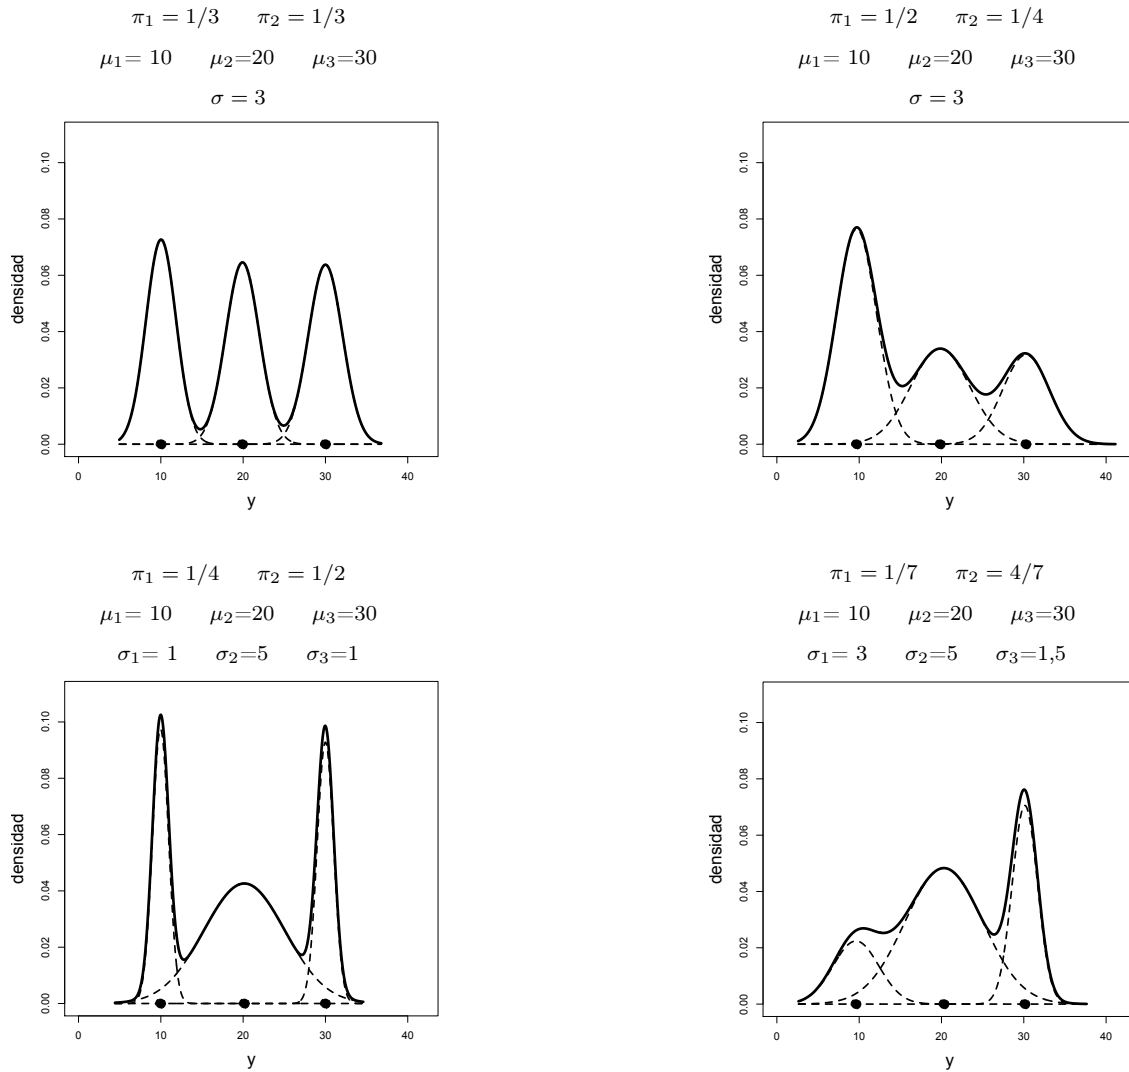 π₁ = 1/3 π₂ = 1/3
μ₁= 10 μ₂=20 μ₃=30
σ = 3
densidad
0.00 0.02 0.04 0.06 0.08 0.10
0 10 20 30 40
y
π₁ = 1/2 π₂ = 1/4
μ₁= 10 μ₂=20 μ₃=30
σ = 3
densidad
0.00 0.02 0.04 0.06 0.08 0.10
0 10 20 30 40
y
π₁ = 1/4 π₂ = 1/2
μ₁= 10 μ₂=20 μ₃=30
σ₁= 1 σ₂=5 σ₃=1
densidad
0.00 0.02 0.04 0.06 0.08 0.10
0 10 20 30 40
y
π₁ = 1/7 π₂ = 4/7
μ₁= 10 μ₂=20 μ₃=30
σ₁= 3 σ₂=5 σ₃=1,5
densidad
0.00 0.02 0.04 0.06 0.08 0.10
0 10 20 30 40
y